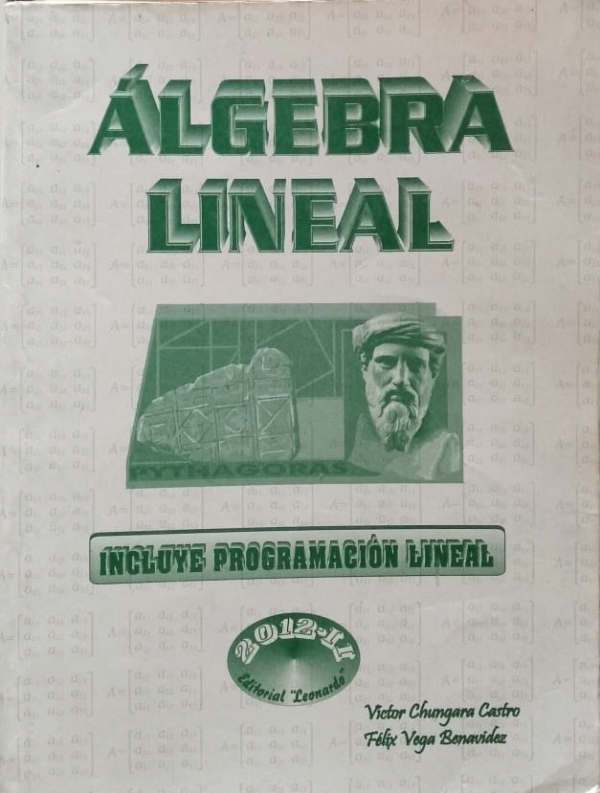 ÁLGEBRA
LINEAL
PYTHAGORAS
INCLUYE PROGRAMACIÓN LINEAL
2012-II
Editorial "Leonardo"
Victor Chungara Castro
Félix Vega Benavidez